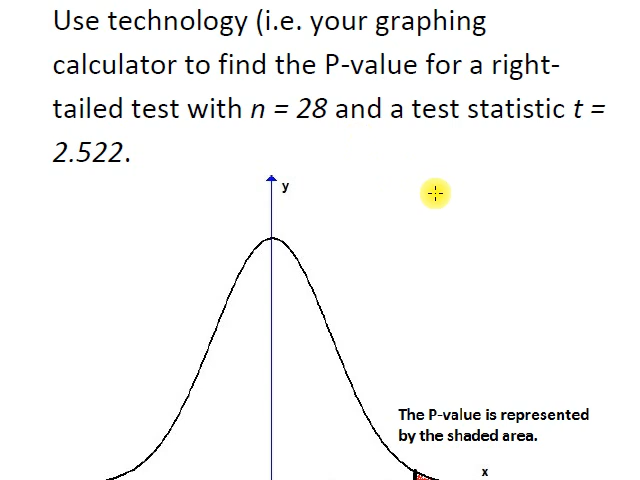 Use technology (i.e. your graphing
calculator to find the P-value for a right-
tailed test with n = 28 and a test statistic t =
2.522.
y
The P-value is represented
by the shaded area.
x